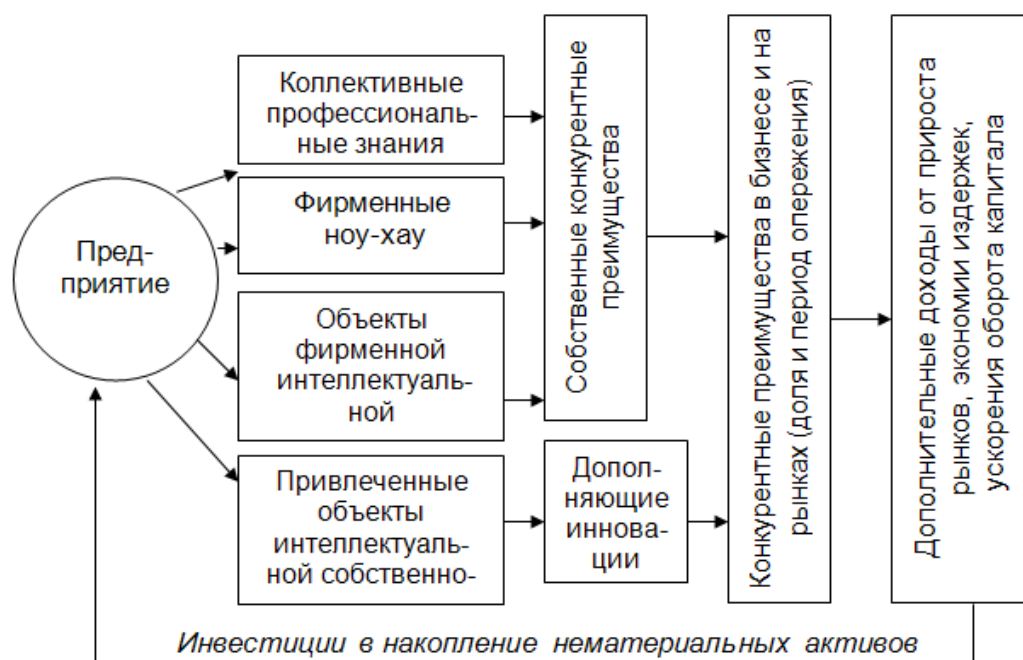 Пред-
приятие
Коллективные
профессиональ-
ные знания
Фирменные
ноу-хау
Объекты
фирменной
интеллектуаль-
ной
Привлеченные
объекты
интеллектуаль-
ной собственно-
Собственные конкурентные
преимущества
Допол-
няющие
иннова-
ции
Конкурентные преимущества в бизнесе и на
рынках (доля и период опережения)
Дополнительные доходы от прироста
рынков, экономии издержек,
ускорения оборота капитала
Инвестиции в накопление нематериальных активов